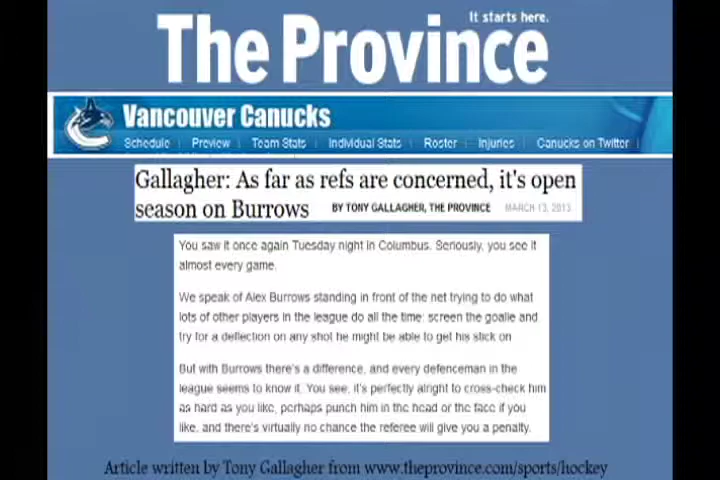 It starts here.
The Province
Vancouver Canucks
Schedule Preview Team Stats Individual Stats Roster Injuries Canucks on Twitter
Gallagher: As far as refs are concerned, it's open
season on Burrows BY TONY GALLAGHER, THE PROVINCE MARCH 13, 2013
You saw it once again Tuesday night in Columbus. Seriously, you see it
almost every game.
We speak of Alex Burrows standing in front of the net trying to do what
lots of other players in the league do all the time: screen the goalie and
try for a deflection on any shot he might be able to get his stick on
But with Burrows there's a difference, and every defenceman in the
league seems to know it. You see, it's perfectly alright to cross-check him
as hard as you like, perhaps punch him in the head or the face if you
like, and there's virtually no chance the referee will give you a penalty.
Article written by Tony Gallagher from www.theprovince.com/sports/hockey